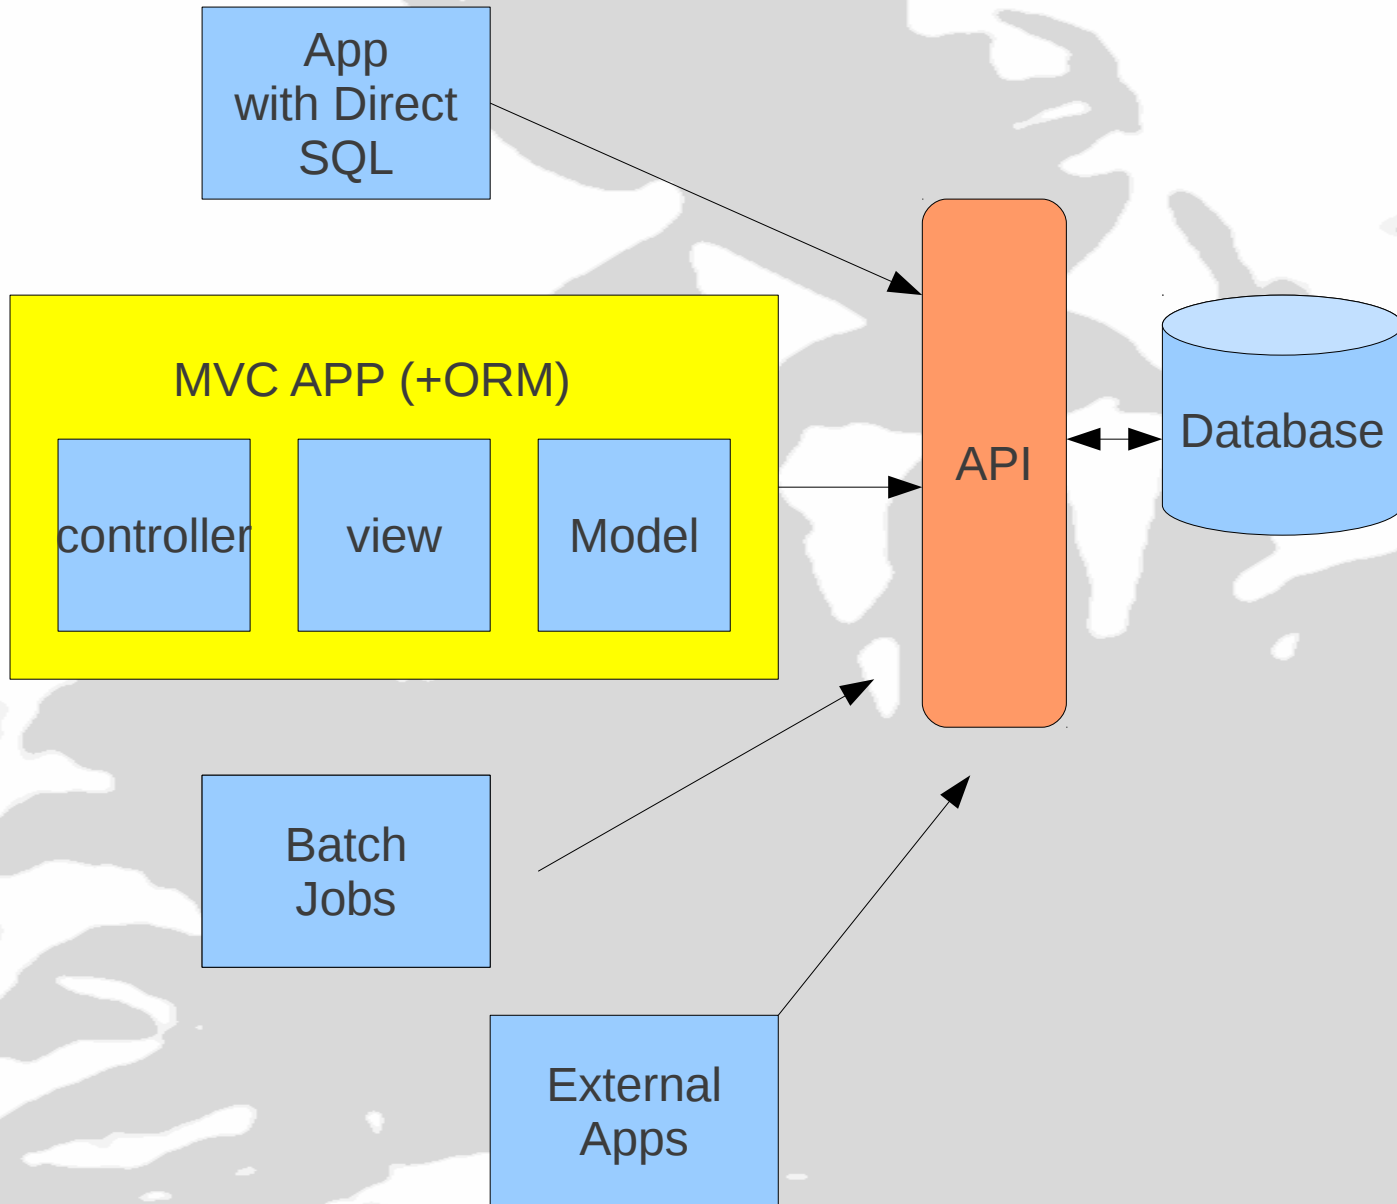 App
with Direct
SQL
MVC APP (+ORM)
controller
view
Model
API
Database
Batch
Jobs
External
Apps